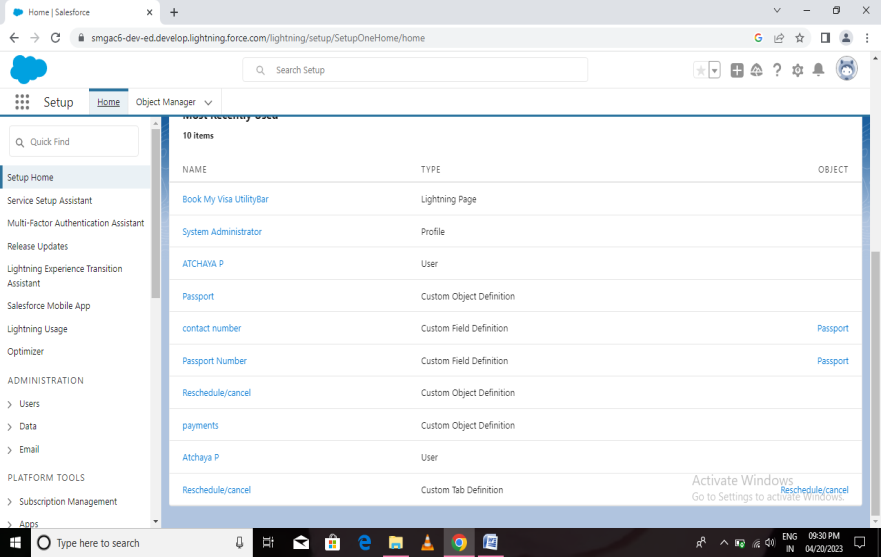 Home | Salesforce
smgac6-dev-ed.develop.lightning.force.com/lightning/setup/SetupOneHome/home
Search Setup
Setup
Home
Object Manager
Quick Find
Setup Home
Service Setup Assistant
Multi-Factor Authentication Assistant
Release Updates
Lightning Experience Transition
Assistant
Salesforce Mobile App
Lightning Usage
Optimizer
ADMINISTRATION
Users
Data
Email
PLATFORM TOOLS
Subscription Management
Apps
Most Recently Used
10 items
NAME TYPE OBJECT
Book My Visa UtilityBar Lightning Page
System Administrator Profile
ATCHAYA P User
Passport Custom Object Definition
contact number Custom Field Definition Passport
Passport Number Custom Field Definition Passport
Reschedule/cancel Custom Object Definition
payments Custom Object Definition
Atchaya P User
Reschedule/cancel Custom Tab Definition Reschedule/cancel
Activate Windows
Go to Settings to activate Windows.
Type here to search
ENG
IN
09:30 PM
04/20/2023